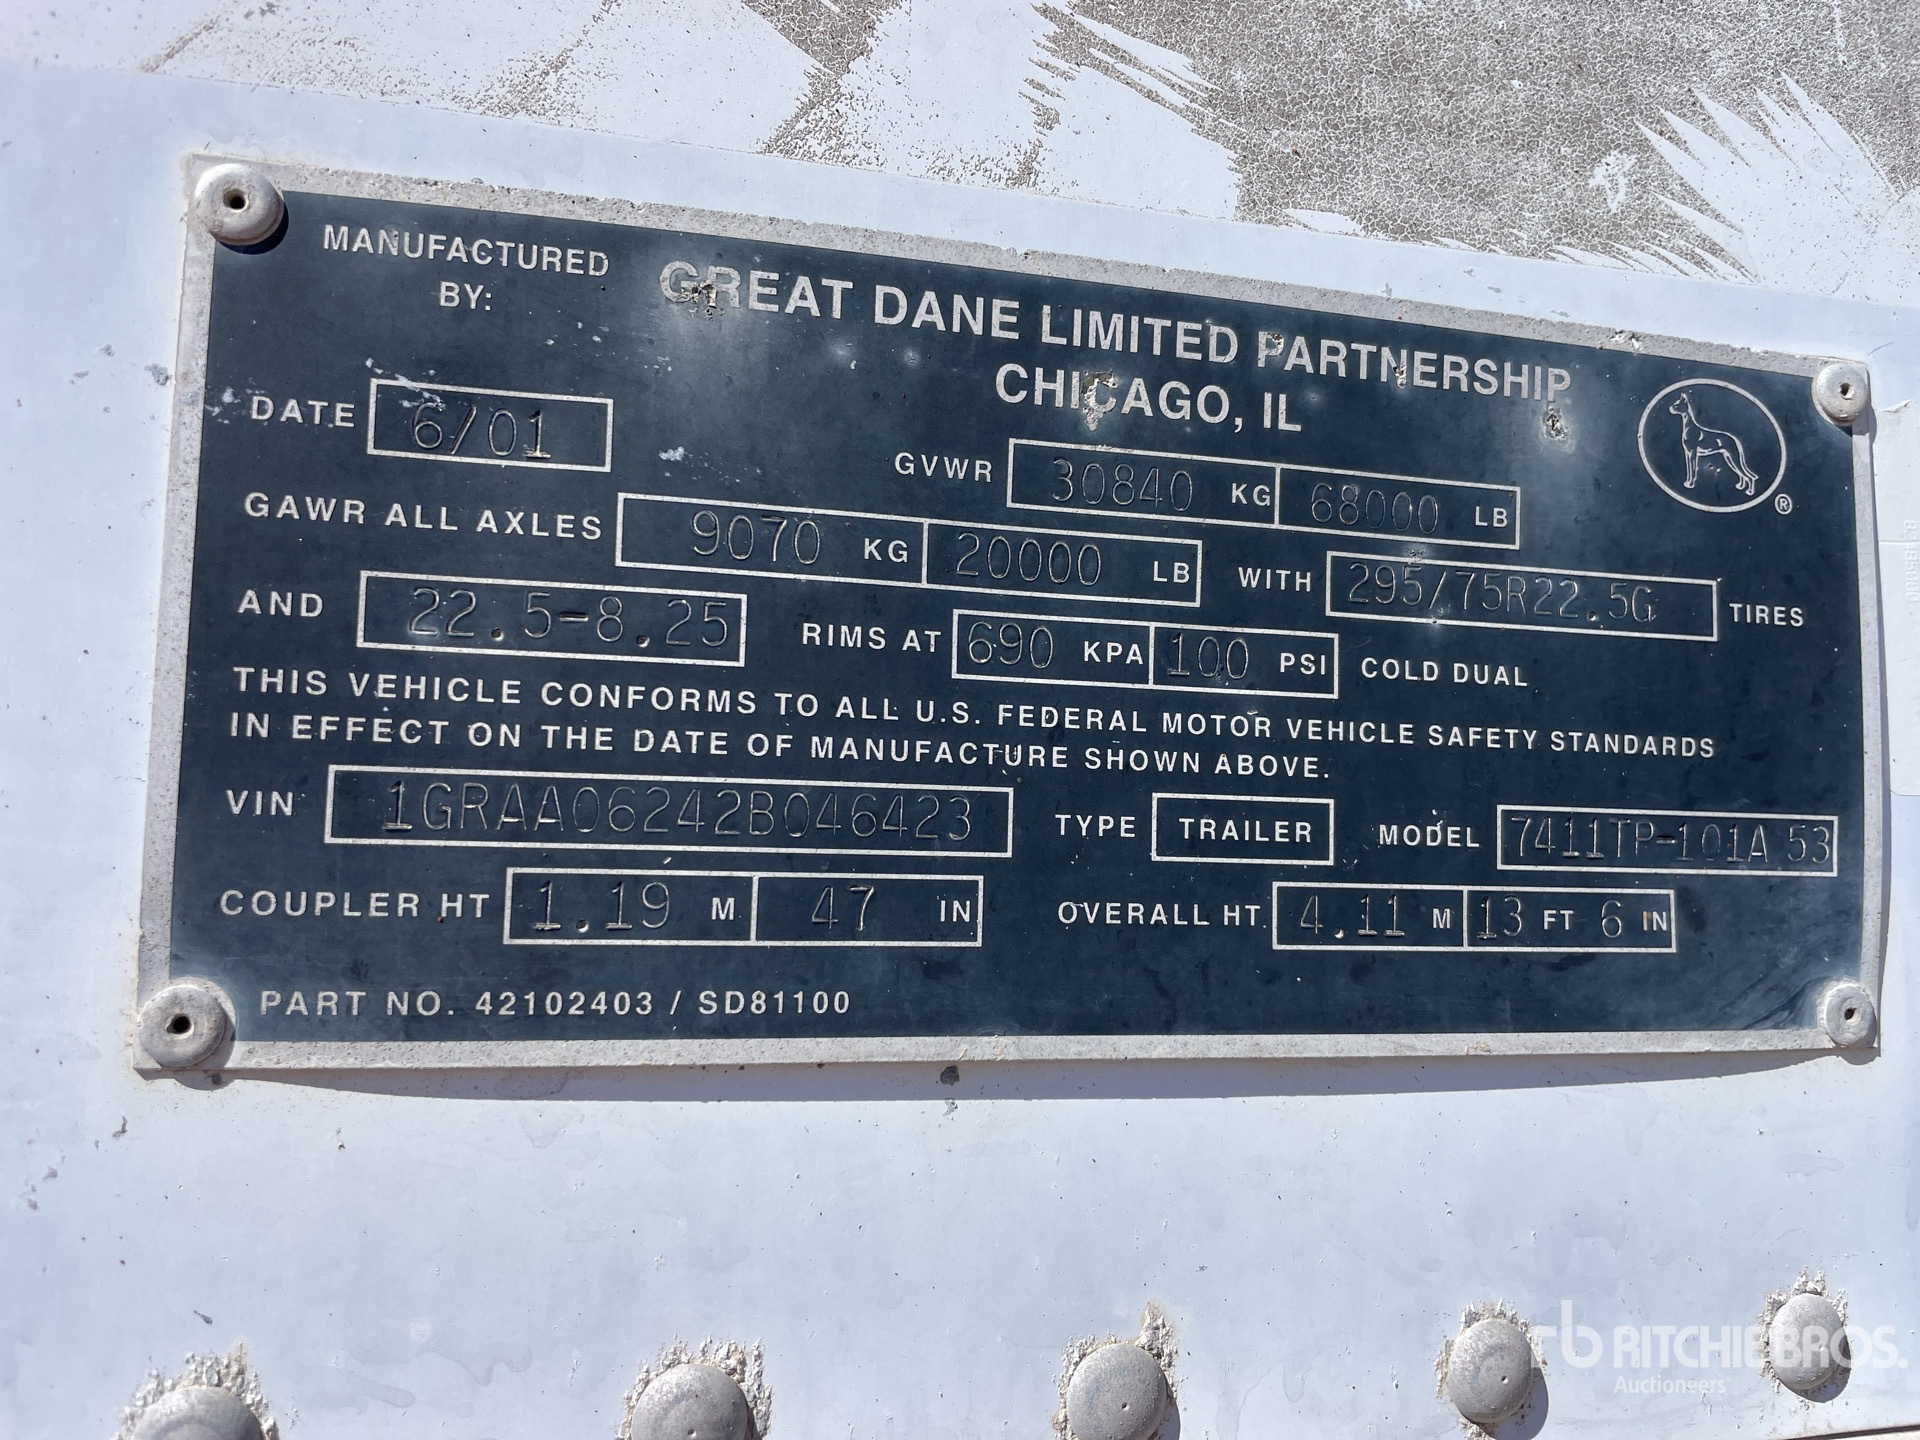 MANUFACTURED BY: GREAT DANE LIMITED PARTNERSHIP
CHICAGO, IL
DATE 6/01
GVWR 30840 KG 68000 LB
®
GAWR ALL AXLES 9070 KG 20000 LB WITH 295/75R22.5G TIRES
AND 22.5-8.25 RIMS AT 690 KPA 100 PSI COLD DUAL
THIS VEHICLE CONFORMS TO ALL U.S. FEDERAL MOTOR VEHICLE SAFETY STANDARDS
IN EFFECT ON THE DATE OF MANUFACTURE SHOWN ABOVE.
VIN 1GRAA06242B046423 TYPE TRAILER MODEL 7411TP-101A 53
COUPLER HT 1.19 M 47 IN OVERALL HT. 4.11 M 13 FT 6 IN
PART NO. 42102403 / SD81100
rb RITCHIE BROS.
Auctioneers